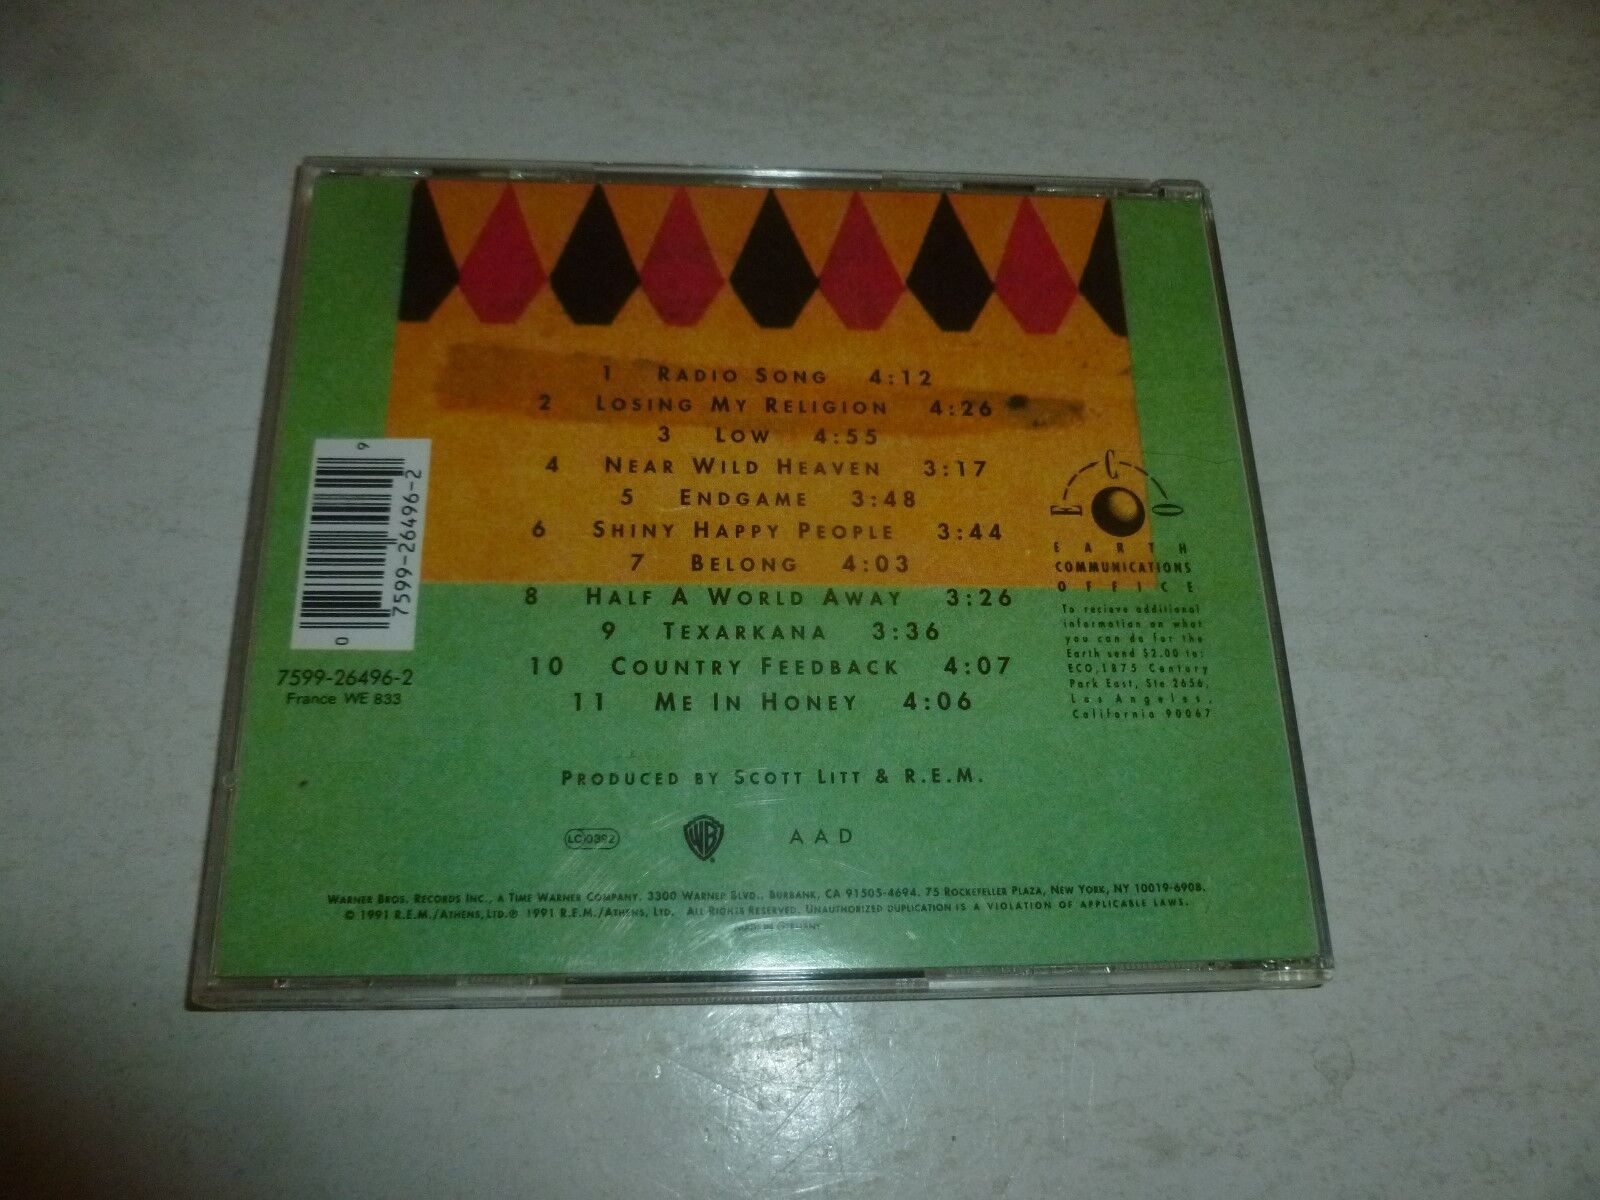 1 RADIO SONG 4:12
2 LOSING MY RELIGION 4:26
3 LOW 4:55
4 NEAR WILD HEAVEN 3:17
5 ENDGAME 3:48
6 SHINY HAPPY PEOPLE 3:44
7 BELONG 4:03
8 HALF A WORLD AWAY 3:26
9 TEXARKANA 3:36
10 COUNTRY FEEDBACK 4:07
11 ME IN HONEY 4:06
9
7599-26496-2
0
7599-26496-2
France WE 833
E C O
EARTH
COMMUNICATIONS
OFFICE
To recieve additional
information on what
you can do for the
Earth send $2.00 to:
ECO, 1875 Century
Park East, Ste 2656,
Los Angeles,
California 90067
PRODUCED BY SCOTT LITT & R.E.M.
LC 0392
WB
AAD
WARNER BROS. RECORDS INC., A TIME WARNER COMPANY. 3300 WARNER BLVD., BURBANK, CA 91505-4694. 75 ROCKEFELLER PLAZA, NEW YORK, NY 10019-6908.
© 1991 R.E.M./ATHENS, LTD. ℗ 1991 R.E.M./ATHENS, LTD. ALL RIGHTS RESERVED. UNAUTHORIZED DUPLICATION IS A VIOLATION OF APPLICABLE LAWS.
MADE IN GERMANY